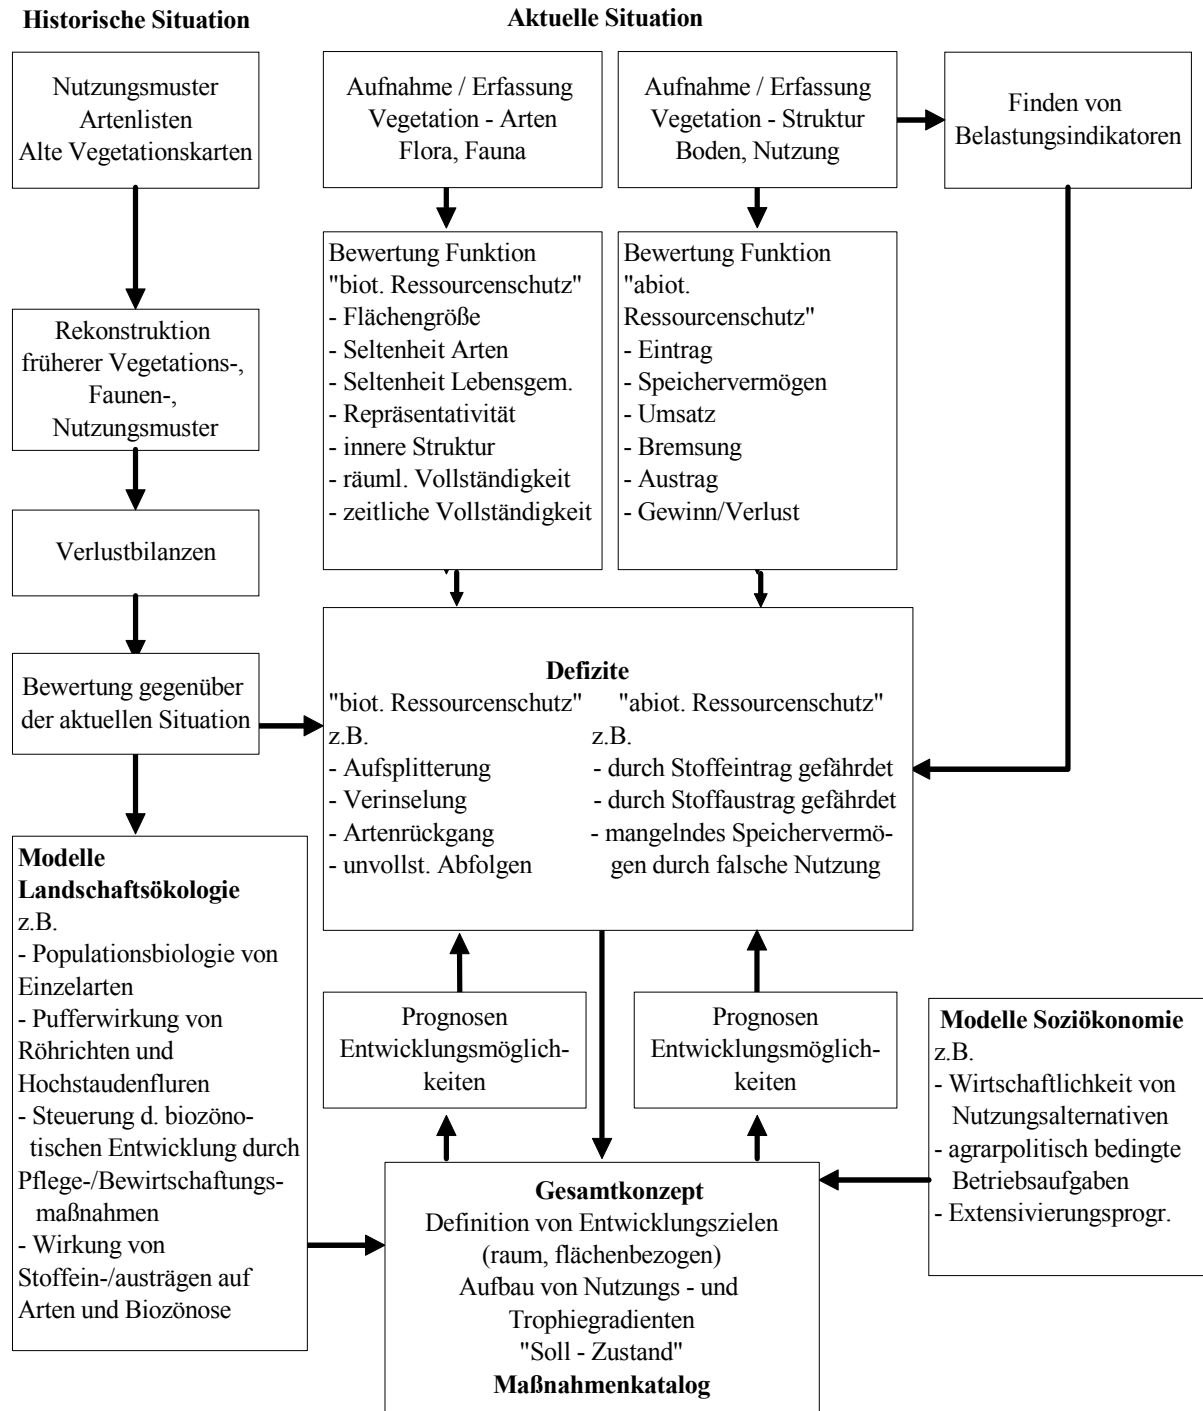 Historische Situation
Aktuelle Situation
Nutzungsmuster
Artenlisten
Alte Vegetationskarten
Aufnahme / Erfassung
Vegetation - Arten
Flora, Fauna
Aufnahme / Erfassung
Vegetation - Struktur
Boden, Nutzung
Finden von
Belastungsindikatoren
Rekonstruktion
früherer Vegetations-,
Faunen-,
Nutzungsmuster
Verlustbilanzen
Bewertung gegenüber
der aktuellen Situation
Bewertung Funktion
"biot. Ressourcenschutz"
- Flächengröße
- Seltenheit Arten
- Seltenheit Lebensgem.
- Repräsentativität
- innere Struktur
- räuml. Vollständigkeit
- zeitliche Vollständigkeit
Bewertung Funktion
"abiot.
Ressourcenschutz"
- Eintrag
- Speichervermögen
- Umsatz
- Bremsung
- Austrag
- Gewinn/Verlust
Defizite
"biot. Ressourcenschutz"
z.B.
- Aufsplitterung
- Verinselung
- Artenrückgang
- unvollst. Abfolgen
"abiot. Ressourcenschutz"
z.B.
- durch Stoffeintrag gefährdet
- durch Stoffaustrag gefährdet
- mangelndes Speichervermö-
gen durch falsche Nutzung
Modelle
Landschaftsökologie
z.B.
- Populationsbiologie von
Einzelarten
- Pufferwirkung von
Röhrichten und
Hochstaudenfluren
- Steuerung d. biozöno-
tischen Entwicklung durch
Pflege-/Bewirtschaftungs-
maßnahmen
- Wirkung von
Stoffein-/austrägen auf
Arten und Biozönose
Prognosen
Entwicklungsmöglich-
keiten
Prognosen
Entwicklungsmöglich-
keiten
Modelle Soziökonomie
z.B.
- Wirtschaftlichkeit von
Nutzungsalternativen
- agrarpolitisch bedingte
Betriebsaufgaben
- Extensivierungsprogr.
Gesamtkonzept
Definition von Entwicklungszielen
(raum, flächenbezogen)
Aufbau von Nutzungs - und
Trophiegradienten
"Soll - Zustand"
Maßnahmenkatalog